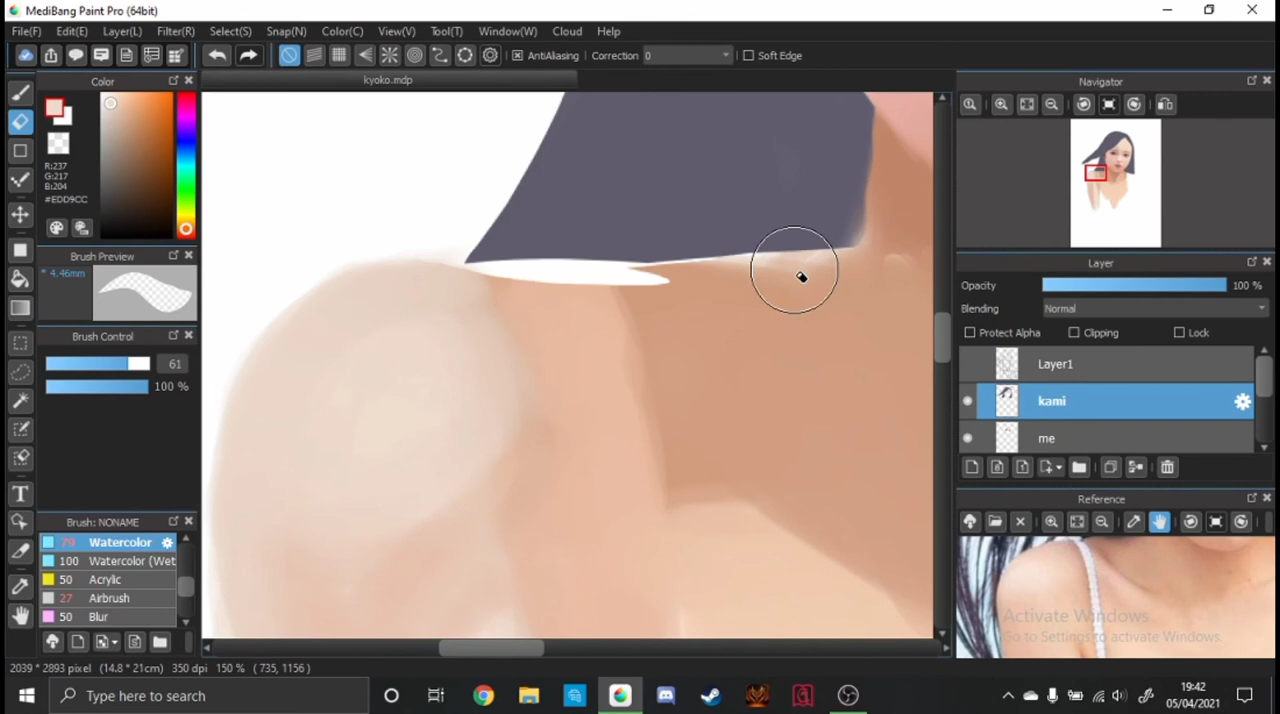 MediBang Paint Pro (64bit)
File(F) Edit(E) Layer(L) Filter(R) Select(S) Snap(N) Color(C) View(V) Tool(T) Window(W) Cloud Help
AntiAliasing Correction 0 Soft Edge
Color
kyoko.mdp
Navigator
R:237
G:217
B:204
#EDD9CC
Brush Preview
* 4.46mm
Layer
Opacity 100 %
Blending Normal
Protect Alpha Clipping Lock
Brush Control
61
100 %
Layer1
kami
me
Reference
Brush: NONAME
79 Watercolor
100 Watercolor (Wet
50 Acrylic
27 Airbrush
50 Blur
Activate Windows
Go to Settings to activate Windows.
2039 * 2893 pixel (14.8 * 21cm) 350 dpi 150 % ( 735, 1156 )
Type here to search
19:42
05/04/2021